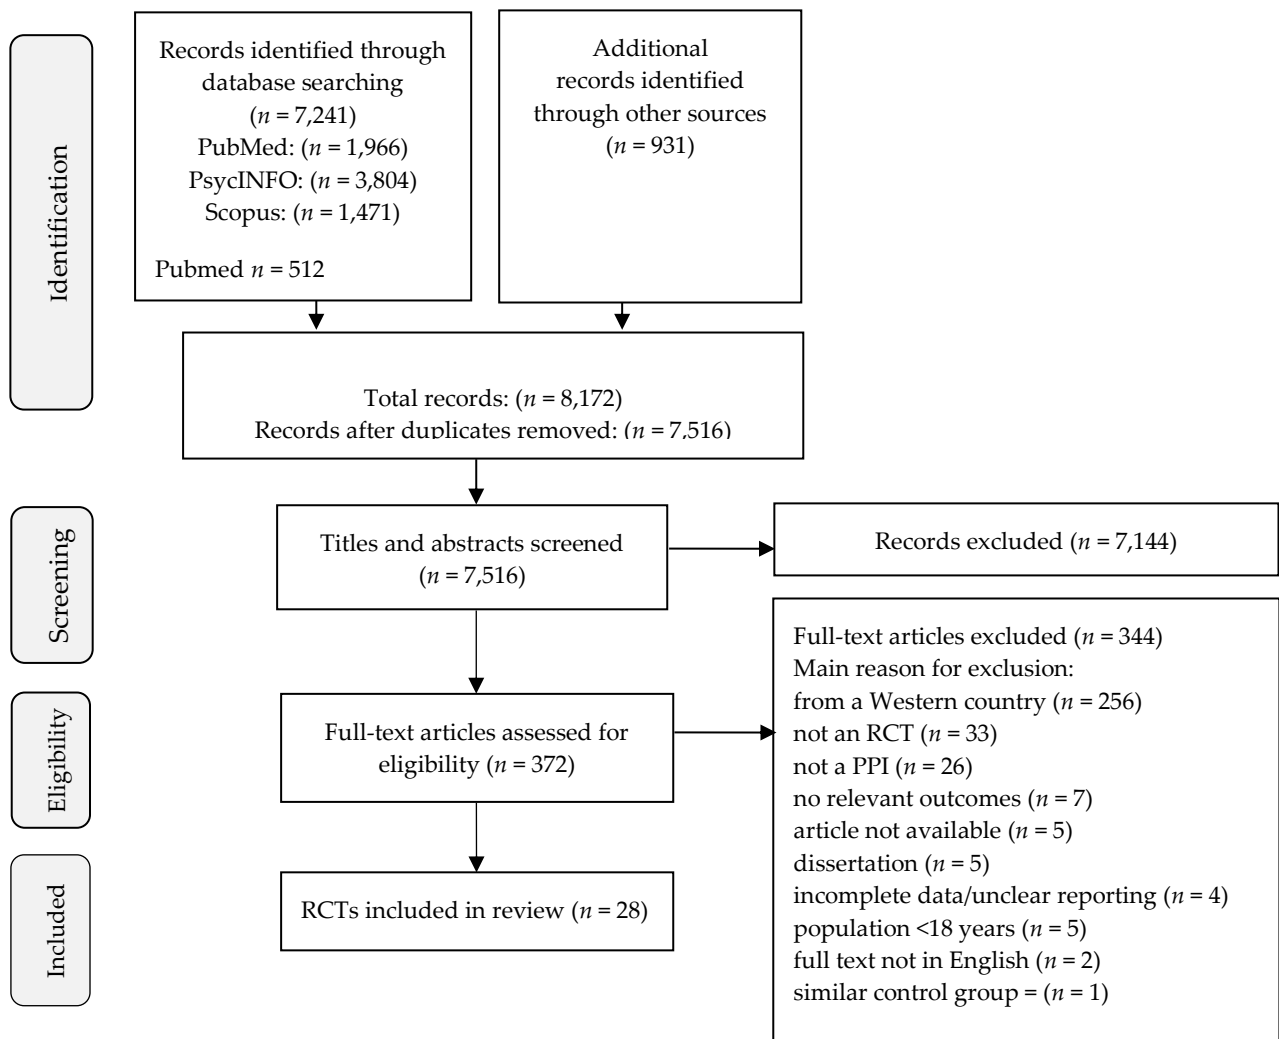 Identification
Records identified through
database searching
(n = 7,241)
PubMed: (n = 1,966)
PsycINFO: (n = 3,804)
Scopus: (n = 1,471)
Pubmed n = 512
Additional
records identified
through other sources
(n = 931)
Total records: (n = 8,172)
Records after duplicates removed: (n = 7,516)
Screening
Titles and abstracts screened
(n = 7,516)
Records excluded (n = 7,144)
Eligibility
Full-text articles assessed for
eligibility (n = 372)
Full-text articles excluded (n = 344)
Main reason for exclusion:
from a Western country (n = 256)
not an RCT (n = 33)
not a PPI (n = 26)
no relevant outcomes (n = 7)
article not available (n = 5)
dissertation (n = 5)
incomplete data/unclear reporting (n = 4)
population <18 years (n = 5)
full text not in English (n = 2)
similar control group = (n = 1)
Included
RCTs included in review (n = 28)